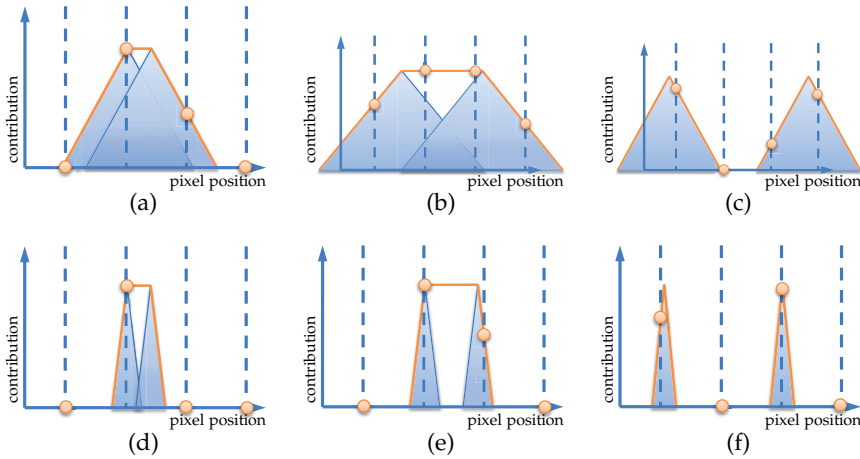 contribution
pixel position
(a)
contribution
pixel position
(b)
contribution
pixel position
(c)
contribution
pixel position
(d)
contribution
pixel position
(e)
contribution
pixel position
(f)